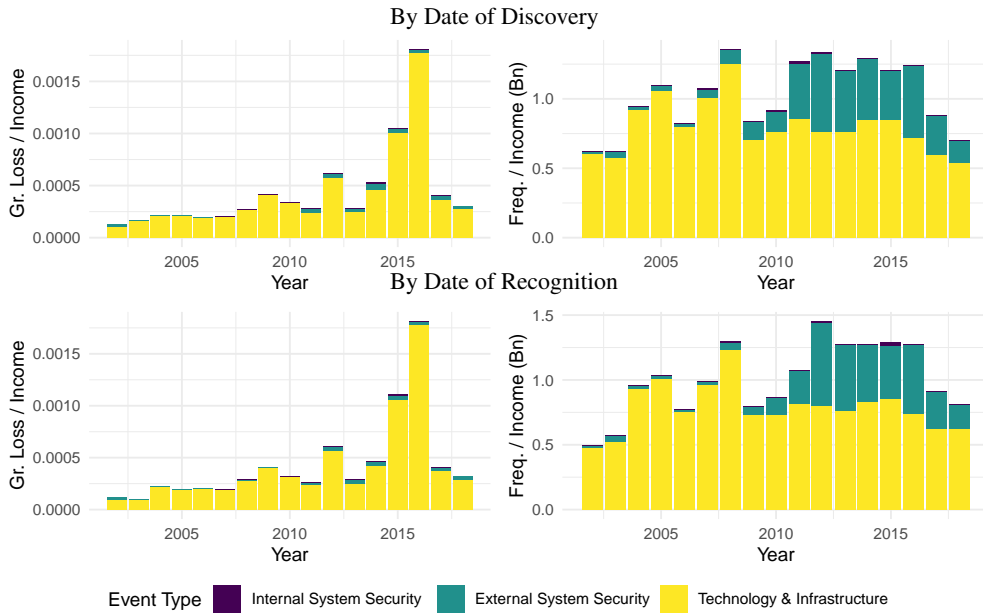 By Date of Discovery
Gr. Loss / Income
0.0015
0.0010
0.0005
0.0000
2005 2010 2015
Year
Freq. / Income (Bn)
1.0
0.5
0.0
2005 2010 2015
Year
By Date of Recognition
Gr. Loss / Income
0.0015
0.0010
0.0005
0.0000
2005 2010 2015
Year
Freq. / Income (Bn)
1.5
1.0
0.5
0.0
2005 2010 2015
Year
Event Type Internal System Security External System Security Technology & Infrastructure